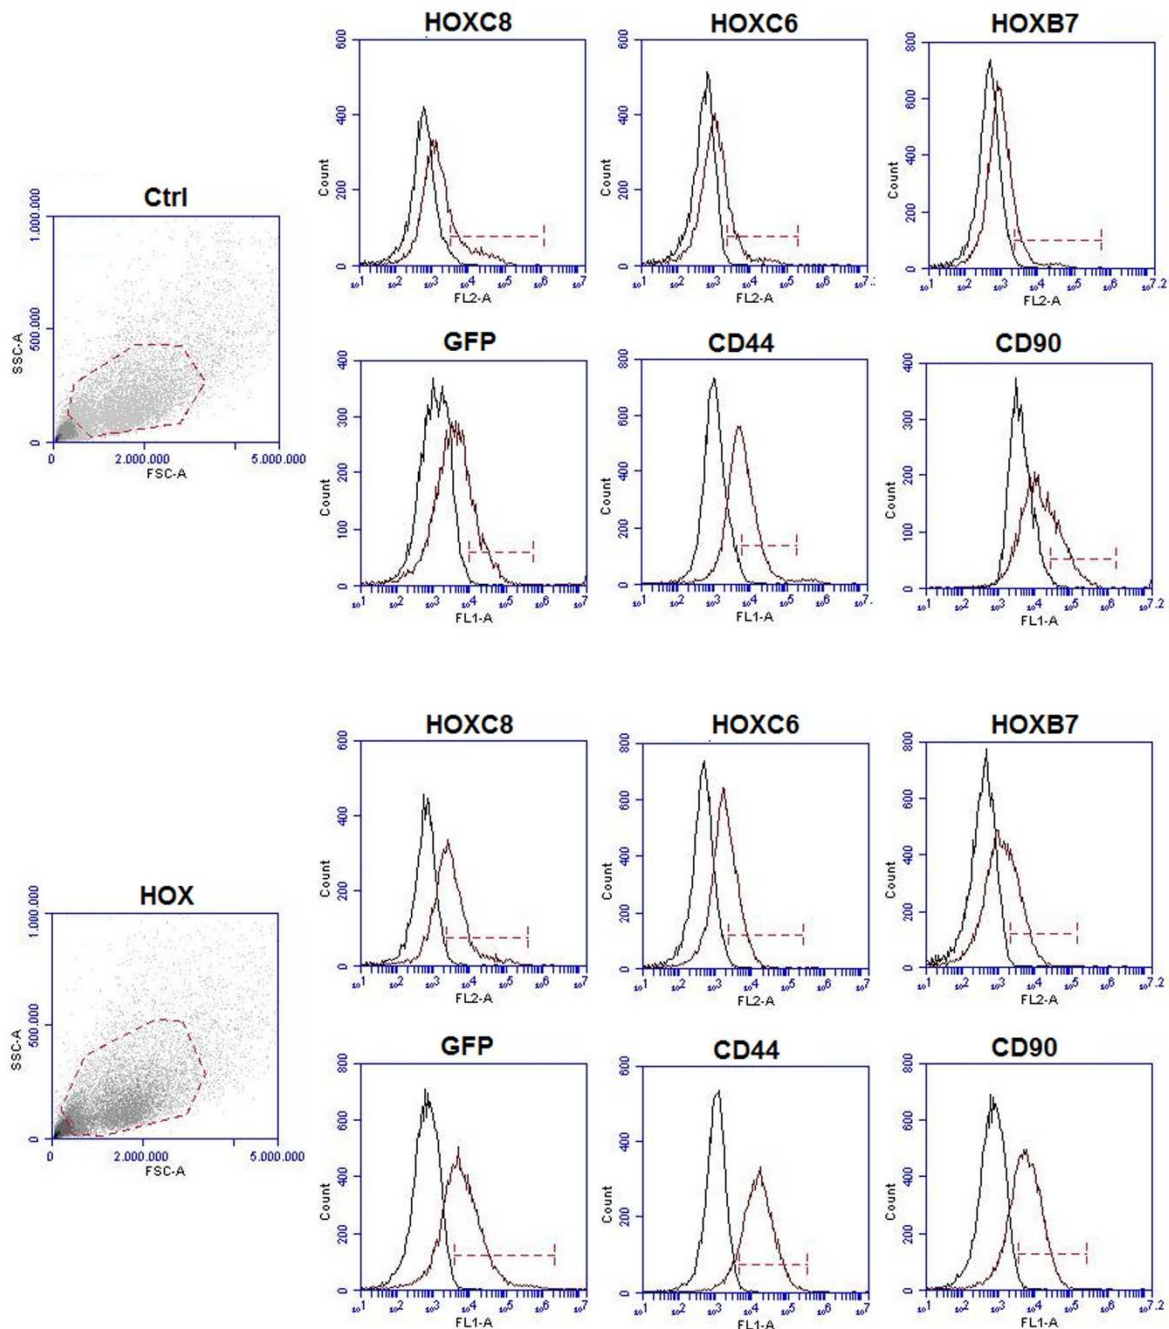 HOXC8 HOXC6 HOXB7
600 600 800
400 400 600
400
200 200 200
0 0 0
Count Count Count
FL2-A FL2-A FL2-A
Ctrl
1.000.000
500.000
0
SSC-A
0 2.000.000 5.000.000
FSC-A
GFP CD44 CD90
400 800 400
300 600 300
200 400 200
100 200 100
0 0 0
Count Count Count
FL1-A FL1-A FL1-A
HOXC8 HOXC6 HOXB7
600 800 800
400 600 600
400 400
200 200 200
0 0 0
Count Count Count
FL2-A FL2-A FL2-A
HOX
1.000.000
500.000
0
SSC-A
0 2.000.000 5.000.000
FSC-A
GFP CD44 CD90
800 600 800
600 500 600
400 400 400
300
200 200 200
100
0 0 0
Count Count Count
FL1-A FL1-A FL1-A